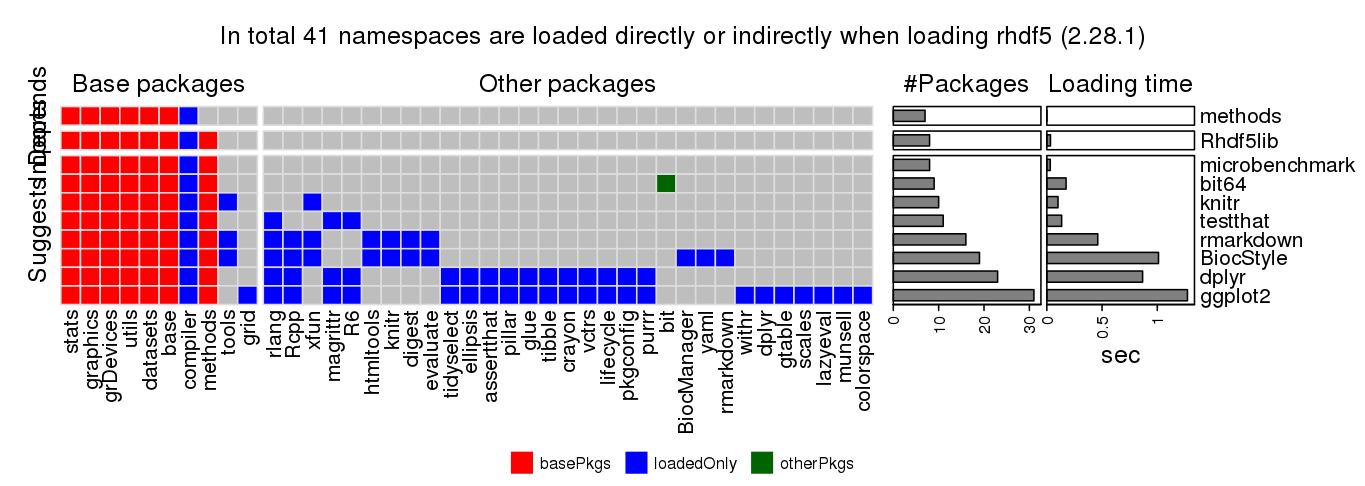 In total 41 namespaces are loaded directly or indirectly when loading rhdf5 (2.28.1)
Base packages
Other packages
#Packages
Loading time
Depends
Imports
Suggests
methods
Rhdf5lib
microbenchmark
bit64
knitr
testthat
rmarkdown
BiocStyle
dplyr
ggplot2
stats
graphics
grDevices
utils
datasets
base
compiler
methods
tools
grid
rlang
Rcpp
xfun
magrittr
R6
htmltools
knitr
digest
evaluate
tidyselect
ellipsis
assertthat
pillar
glue
tibble
crayon
vctrs
lifecycle
pkgconfig
purrr
bit
BiocManager
yaml
rmarkdown
withr
dplyr
gtable
scales
lazyeval
munsell
colorspace
0
10
20
30
0
0.5
1
sec
basePkgs
loadedOnly
otherPkgs